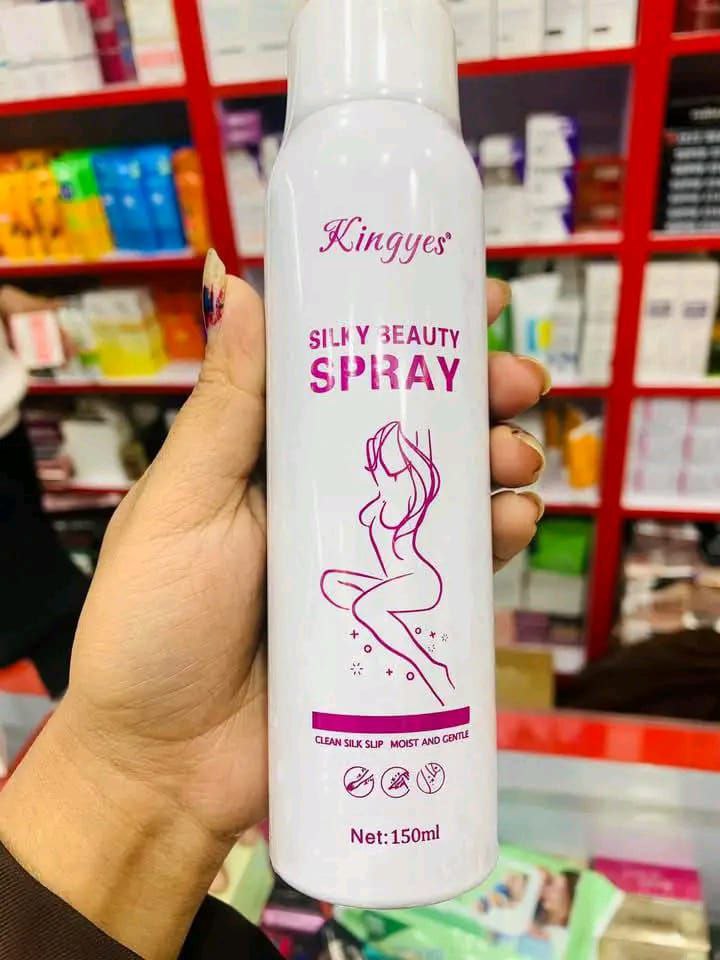 Kingyes®
SILKY BEAUTY
SPRAY
CLEAN SILK SLIP MOIST AND GENTLE
Net:150ml